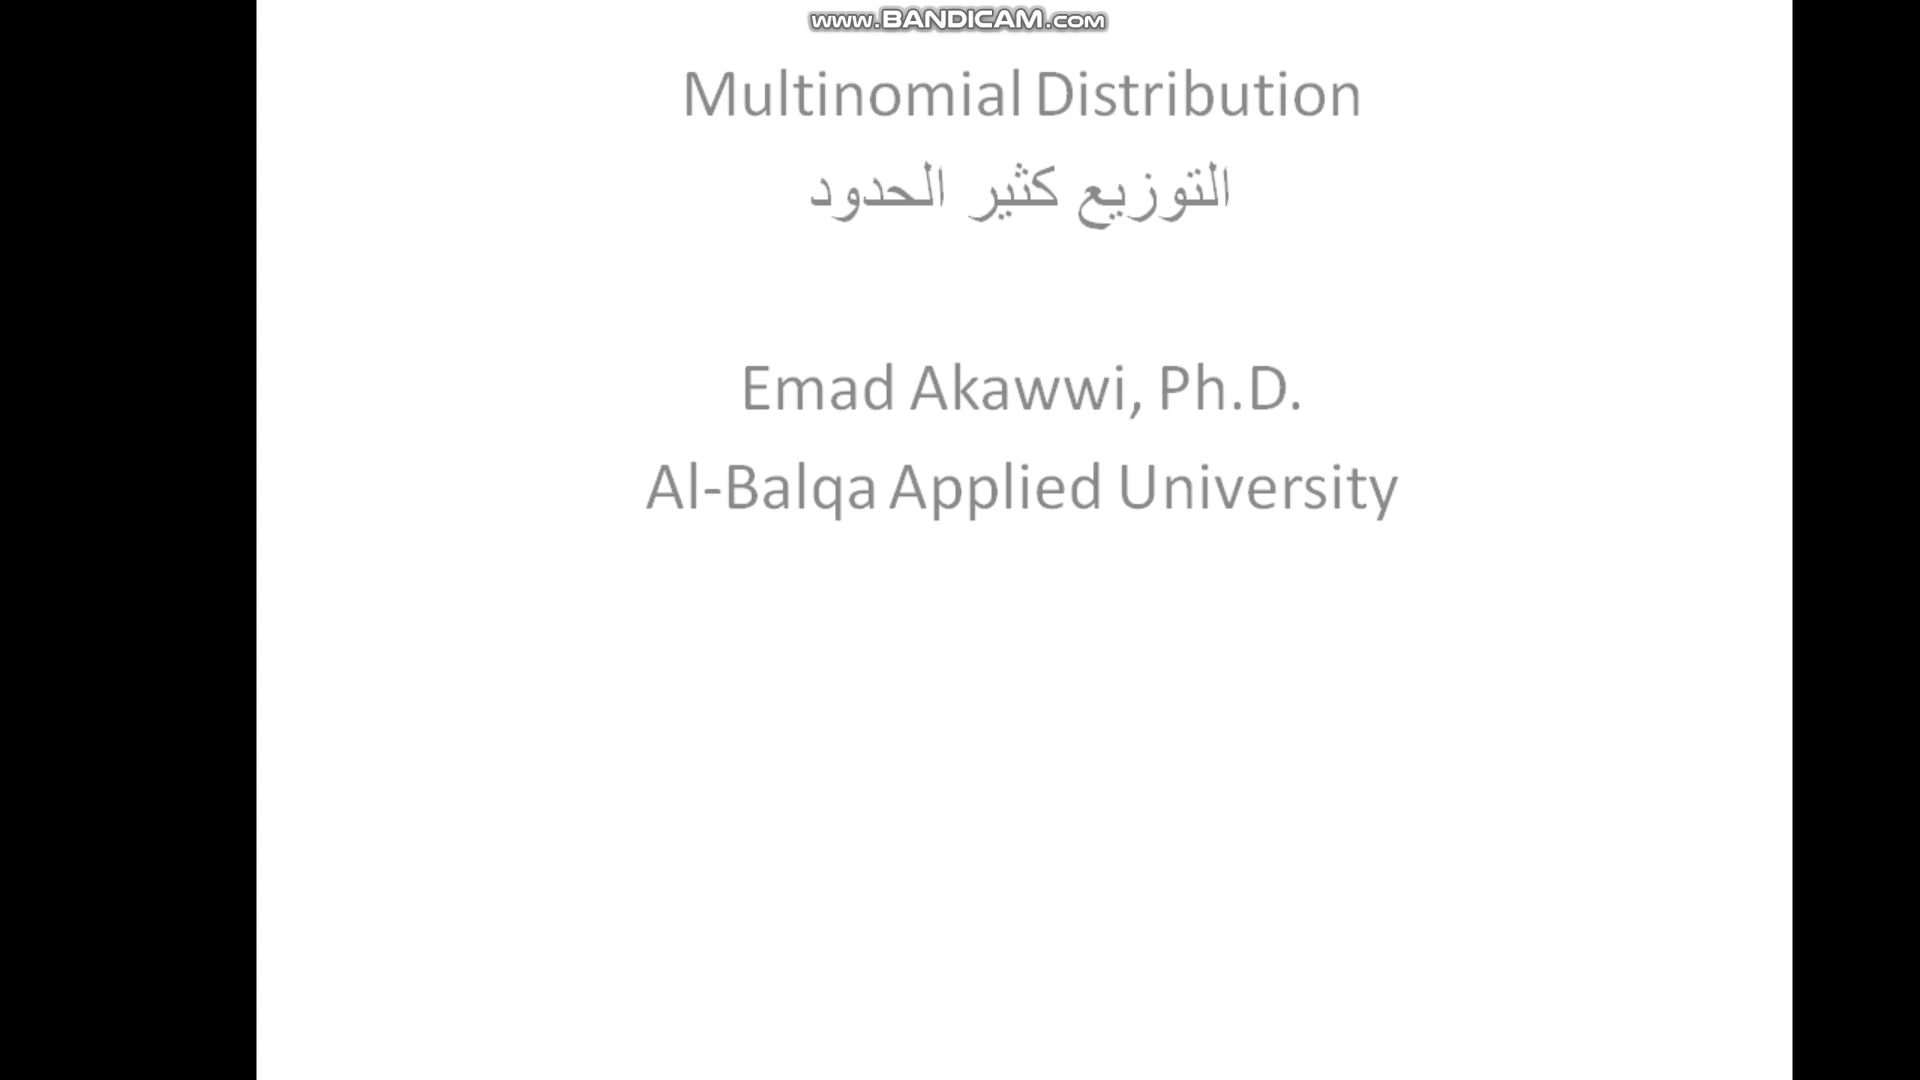 www.BANDICAM.com
Multinomial Distribution
التوزيع كثير الحدود
Emad Akawwi, Ph.D.
Al-Balqa Applied University